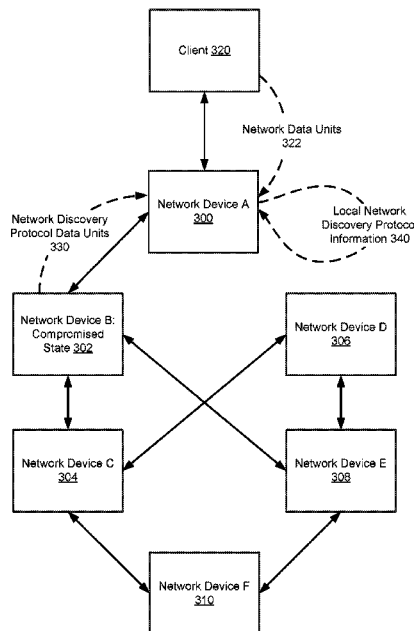 Client 320
Network Data Units
322
Network Device A
300
Network Discovery
Protocol Data Units
330
Local Network
Discovery Protocol
Information 340
Network Device B:
Compromised
State 302
Network Device D
306
Network Device C
304
Network Device E
308
Network Device F
310